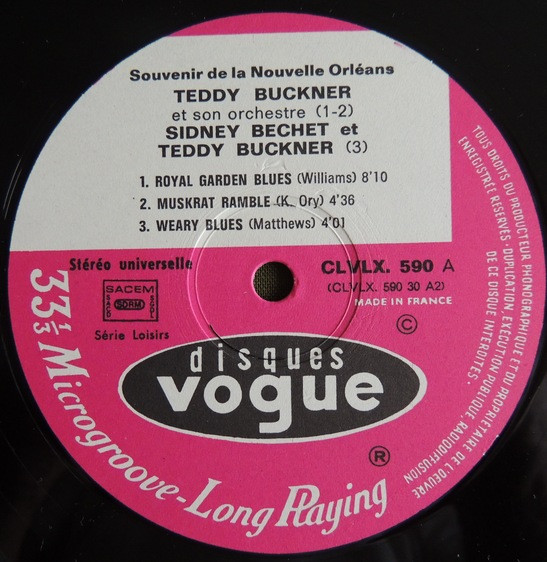 Souvenir de la Nouvelle Orléans
TEDDY BUCKNER
et son orchestre (1-2)
SIDNEY BECHET et
TEDDY BUCKNER (3)
1. ROYAL GARDEN BLUES (Williams) 8'10
2. MUSKRAT RAMBLE (K. Ory) 4'36
3. WEARY BLUES (Matthews) 4'01
Stéréo universelle
CLVLX. 590 A
(CLVLX. 590 30 A2)
MADE IN FRANCE
SACEM
SDRM
Série Loisirs
©
disques
vogue
®
33⅓ Microgroove-Long Playing
TOUS DROITS DU PRODUCTEUR PHONOGRAPHIQUE ET DU PROPRIÉTAIRE DE L'OEUVRE
ENREGISTRÉE RÉSERVÉS - DUPLICATION, EXÉCUTION PUBLIQUE, RADIODIFFUSION
DE CE DISQUE INTERDITES -